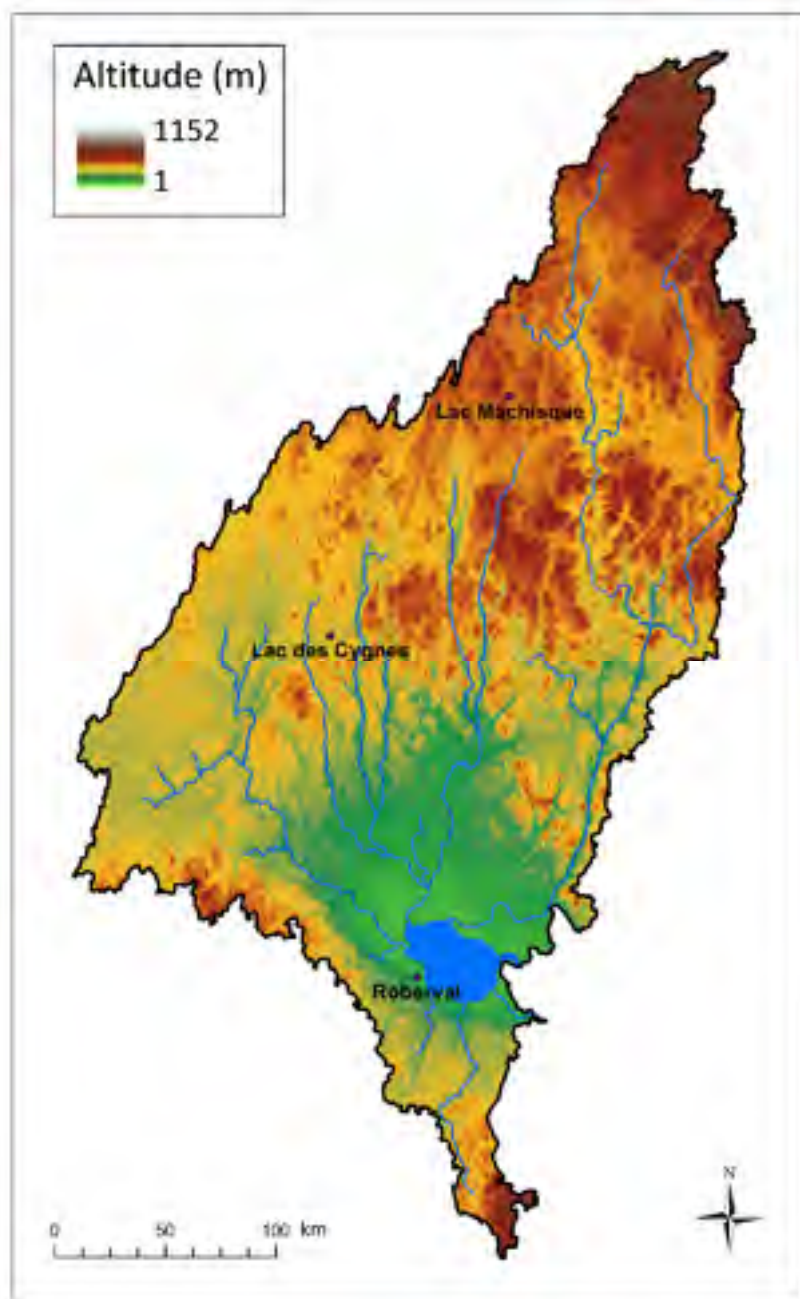 Altitude (m)
1152
1
Lac Machisque
Lac des Cygnes
Roberval
N
0 50 100 km